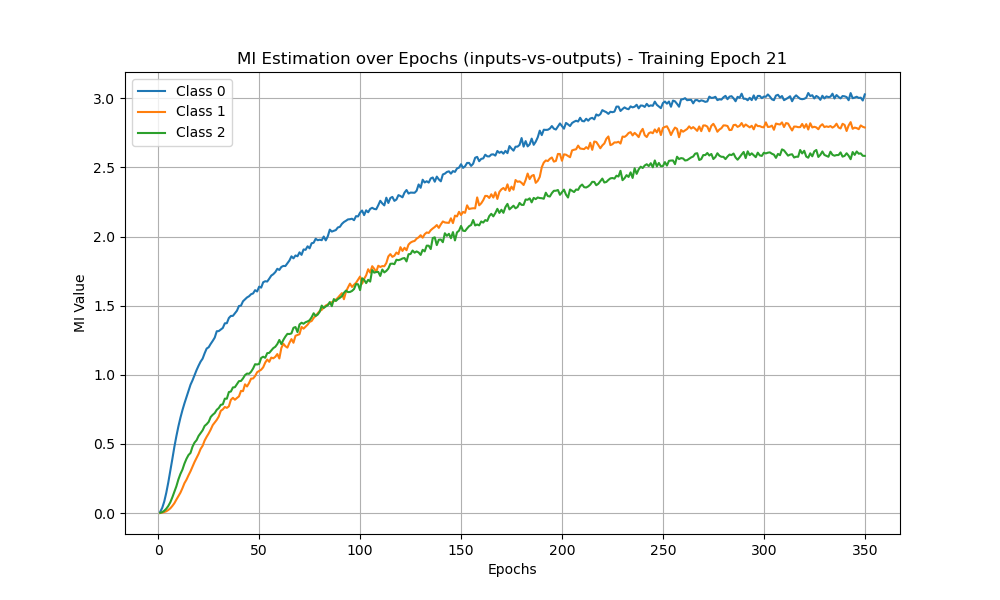 MI Estimation over Epochs (inputs-vs-outputs) - Training Epoch 21
Class 0
Class 1
Class 2
MI Value
3.0
2.5
2.0
1.5
1.0
0.5
0.0
0 50 100 150 200 250 300 350
Epochs